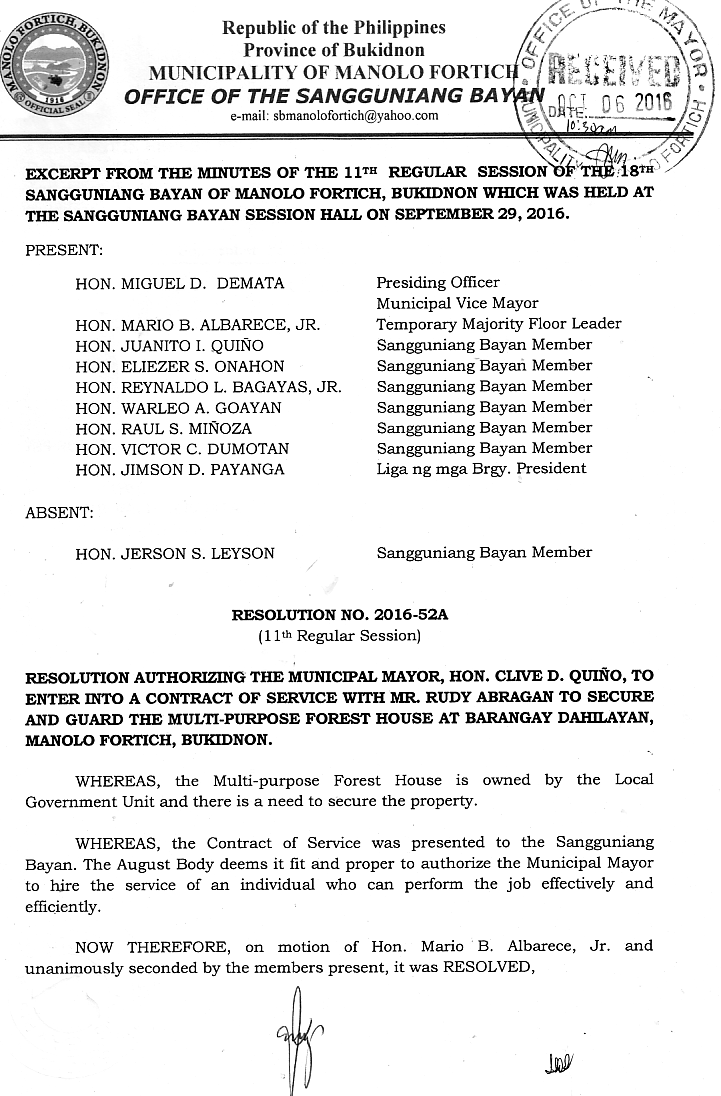 Republic of the Philippines
Province of Bukidnon
MUNICIPALITY OF MANOLO FORTICH
OFFICE OF THE SANGGUNIANG BAYAN
e-mail: sbmanolofortich@yahoo.com
MANOLO FORTICH, BUKIDNON
1916
OFFICIAL SEAL
OFFICE OF THE MAYOR
RECEIVED
DATE: OCT 06 2016
10:30am
MUNICIPALITY MANOLO FORTICH
EXCERPT FROM THE MINUTES OF THE 11TH REGULAR SESSION OF THE 18TH
SANGGUNIANG BAYAN OF MANOLO FORTICH, BUKIDNON WHICH WAS HELD AT
THE SANGGUNIANG BAYAN SESSION HALL ON SEPTEMBER 29, 2016.
PRESENT:
HON. MIGUEL D. DEMATA Presiding Officer
Municipal Vice Mayor
HON. MARIO B. ALBARECE, JR. Temporary Majority Floor Leader
HON. JUANITO I. QUIÑO Sangguniang Bayan Member
HON. ELIEZER S. ONAHON Sangguniang Bayan Member
HON. REYNALDO L. BAGAYAS, JR. Sangguniang Bayan Member
HON. WARLEO A. GOAYAN Sangguniang Bayan Member
HON. RAUL S. MIÑOZA Sangguniang Bayan Member
HON. VICTOR C. DUMOTAN Sangguniang Bayan Member
HON. JIMSON D. PAYANGA Liga ng mga Brgy. President
ABSENT:
HON. JERSON S. LEYSON Sangguniang Bayan Member
RESOLUTION NO. 2016-52A
(11th Regular Session)
RESOLUTION AUTHORIZING THE MUNICIPAL MAYOR, HON. CLIVE D. QUIÑO, TO
ENTER INTO A CONTRACT OF SERVICE WITH MR. RUDY ABRAGAN TO SECURE
AND GUARD THE MULTI-PURPOSE FOREST HOUSE AT BARANGAY DAHILAYAN,
MANOLO FORTICH, BUKIDNON.
WHEREAS, the Multi-purpose Forest House is owned by the Local
Government Unit and there is a need to secure the property.
WHEREAS, the Contract of Service was presented to the Sangguniang
Bayan. The August Body deems it fit and proper to authorize the Municipal Mayor
to hire the service of an individual who can perform the job effectively and
efficiently.
NOW THEREFORE, on motion of Hon. Mario B. Albarece, Jr. and
unanimously seconded by the members present, it was RESOLVED,